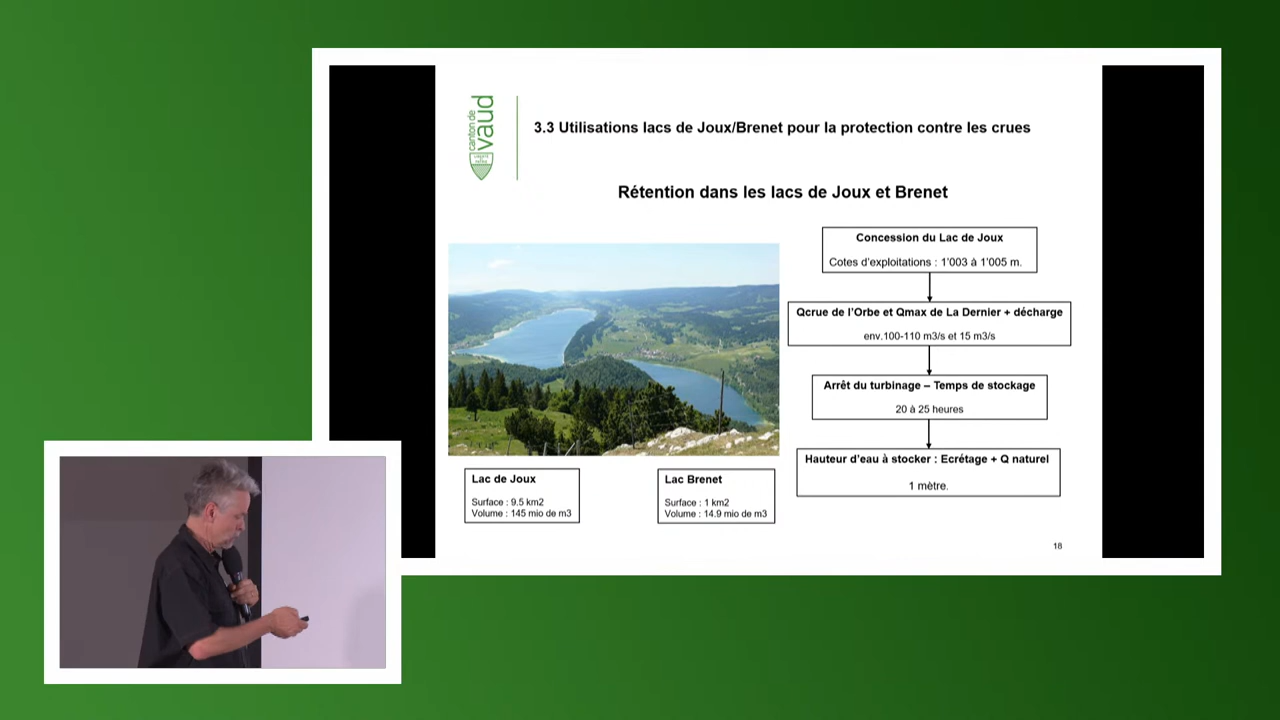 canton de
vaud
3.3 Utilisations lacs de Joux/Brenet pour la protection contre les crues
Rétention dans les lacs de Joux et Brenet
Concession du Lac de Joux
Cotes d'exploitations : 1'003 à 1'005 m.
Qcrue de l'Orbe et Qmax de La Dernier + décharge
env.100-110 m3/s et 15 m3/s
Arrêt du turbinage – Temps de stockage
20 à 25 heures
Hauteur d'eau à stocker : Ecrétage + Q naturel
1 mètre.
Lac de Joux
Surface : 9.5 km2
Volume : 145 mio de m3
Lac Brenet
Surface : 1 km2
Volume : 14.9 mio de m3
18